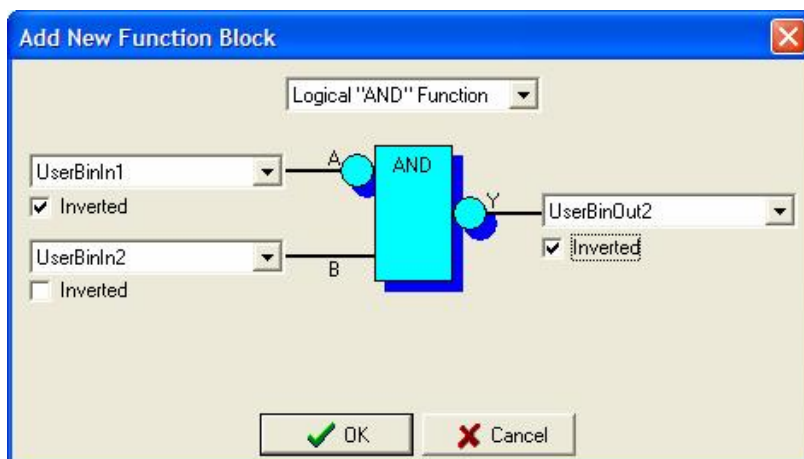 Add New Function Block
Logical "AND" Function
UserBinIn1
Inverted
A
AND
Y
UserBinOut2
Inverted
UserBinIn2
Inverted
B
OK
Cancel